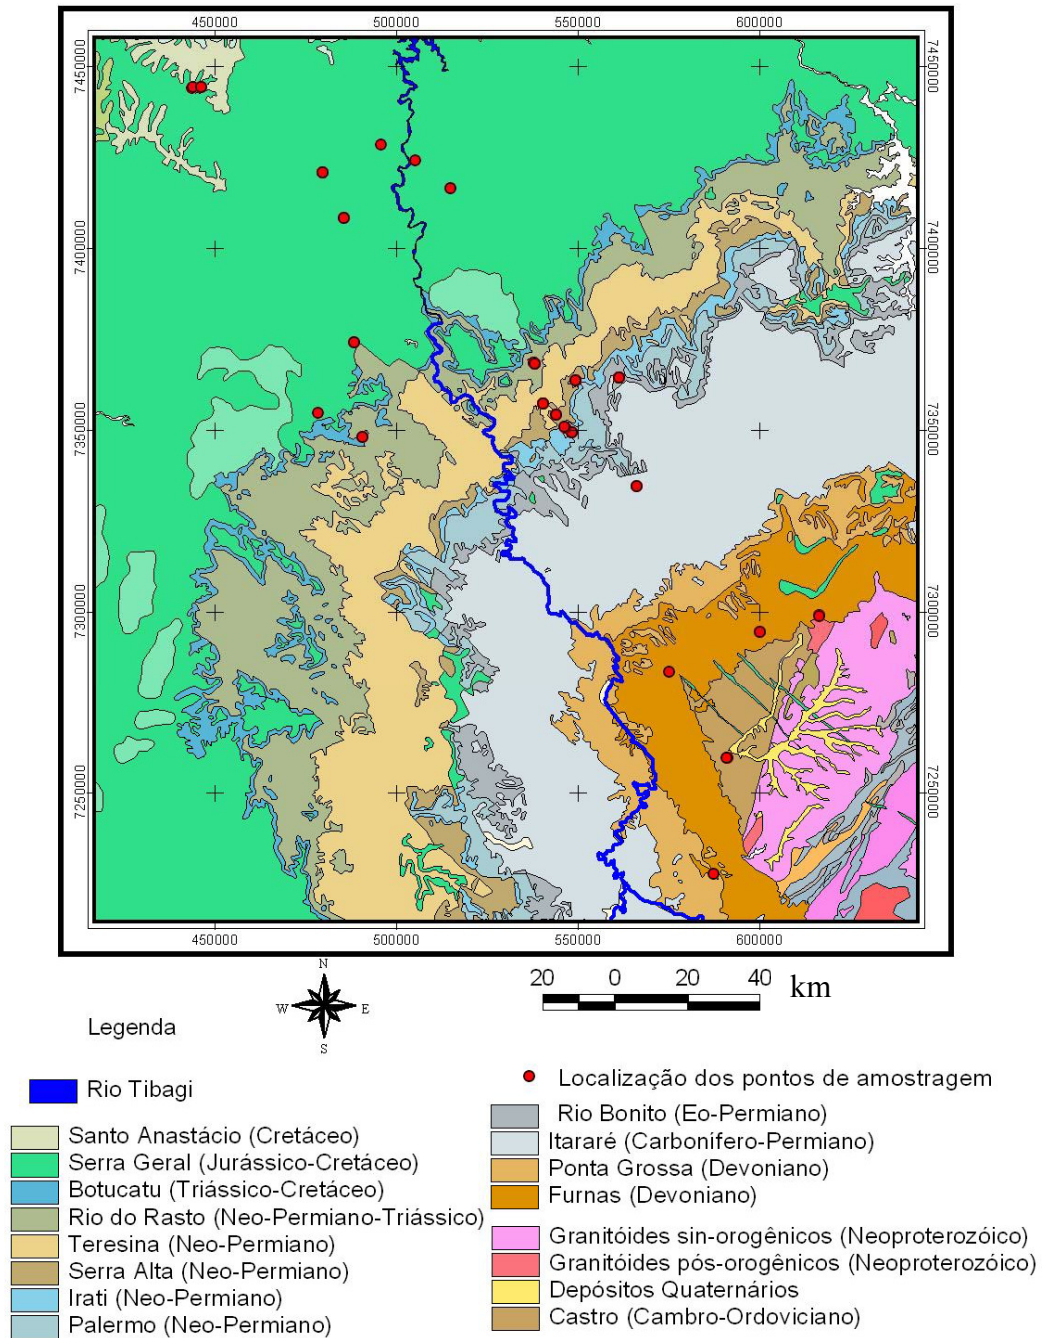 450000 500000 550000 600000
7450000 7450000
7400000 7400000
7350000 7350000
7300000 7300000
7250000 7250000
450000 500000 550000 600000
N
W E
S
20 0 20 40 km
Legenda
Rio Tibagi
Localização dos pontos de amostragem
Santo Anastácio (Cretáceo)
Serra Geral (Jurássico-Cretáceo)
Botucatu (Triássico-Cretáceo)
Rio do Rasto (Neo-Permiano-Triássico)
Teresina (Neo-Permiano)
Serra Alta (Neo-Permiano)
Irati (Neo-Permiano)
Palermo (Neo-Permiano)
Rio Bonito (Eo-Permiano)
Itararé (Carbonífero-Permiano)
Ponta Grossa (Devoniano)
Furnas (Devoniano)
Granitóides sin-orogênicos (Neoproterozóico)
Granitóides pós-orogênicos (Neoproterozóico)
Depósitos Quaternários
Castro (Cambro-Ordoviciano)